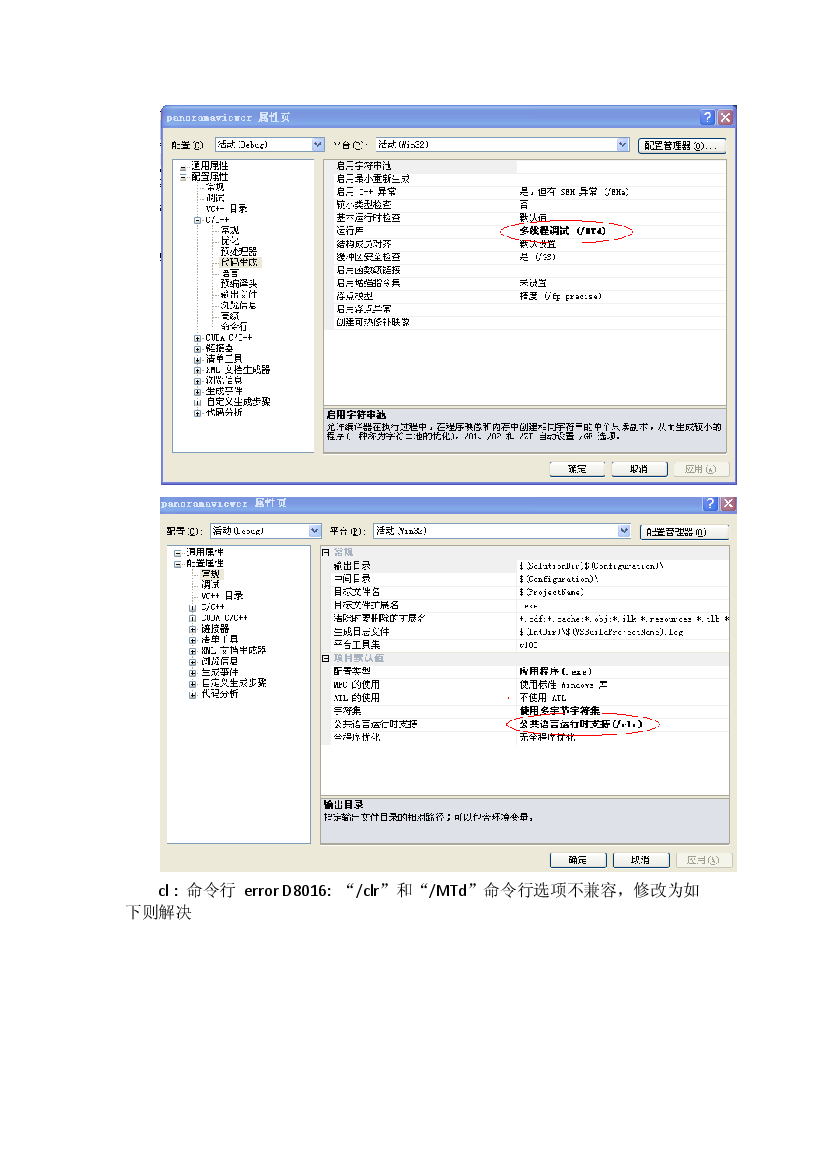 panoramaviewer 属性页
配置(C): 活动(Debug) 平台(P): 活动(Win32) 配置管理器(O)...
通用属性
配置属性
常规
调试
VC++ 目录
C/C++
常规
优化
预处理器
代码生成
语言
预编译头
输出文件
浏览信息
高级
命令行
CUDA C/C++
链接器
清单工具
XML 文档生成器
浏览信息
生成事件
自定义生成步骤
代码分析
启用字符串池
启用最小重新生成
启用 C++ 异常 是，但有 SEH 异常 (/EHa)
较小类型检查 否
基本运行时检查 默认值
运行库 多线程调试 (/MTd)
结构成员对齐 默认设置
缓冲区安全检查 是 (/GS)
启用函数级链接
启用增强指令集 未设置
浮点模型 精度 (/fp:precise)
启用浮点异常
创建可热修补映像
启用字符串池
允许编译器在执行过程中，在程序映像和内存中创建相同字符串的单个只读副本，从而生成较小的
程序(一种称为字符串池的优化)。/O1、/O2 和 /ZI 自动设置 /GF 选项。
确定 取消 应用(A)
panoramaviewer 属性页
配置(C): 活动(Debug) 平台(P): 活动(Win32) 配置管理器(O)
通用属性
配置属性
常规
调试
VC++ 目录
C/C++
CUDA C/C++
链接器
清单工具
XML 文档生成器
浏览信息
生成事件
自定义生成步骤
代码分析
常规
输出目录 $(SolutionDir)$(Configuration)\
中间目录 $(Configuration)\
目标文件名 $(ProjectName)
目标文件扩展名 .exe
清除时要删除的扩展名 *.cdf;*.cache;*.obj;*.ilk;*.resources;*.tlb;*
生成日志文件 $(IntDir)\$(MSBuildProjectName).log
平台工具集 v100
项目默认值
配置类型 应用程序(.exe)
MFC 的使用 使用标准 Windows 库
ATL 的使用 不使用 ATL
字符集 使用多字节字符集
公共语言运行时支持 公共语言运行时支持(/clr)
全程序优化 无全程序优化
输出目录
指定输出文件目录的相对路径；可以包含环境变量。
确定 取消 应用(A)
cl : 命令行 error D8016: “/clr”和“/MTd”命令行选项不兼容，修改为如
下则解决